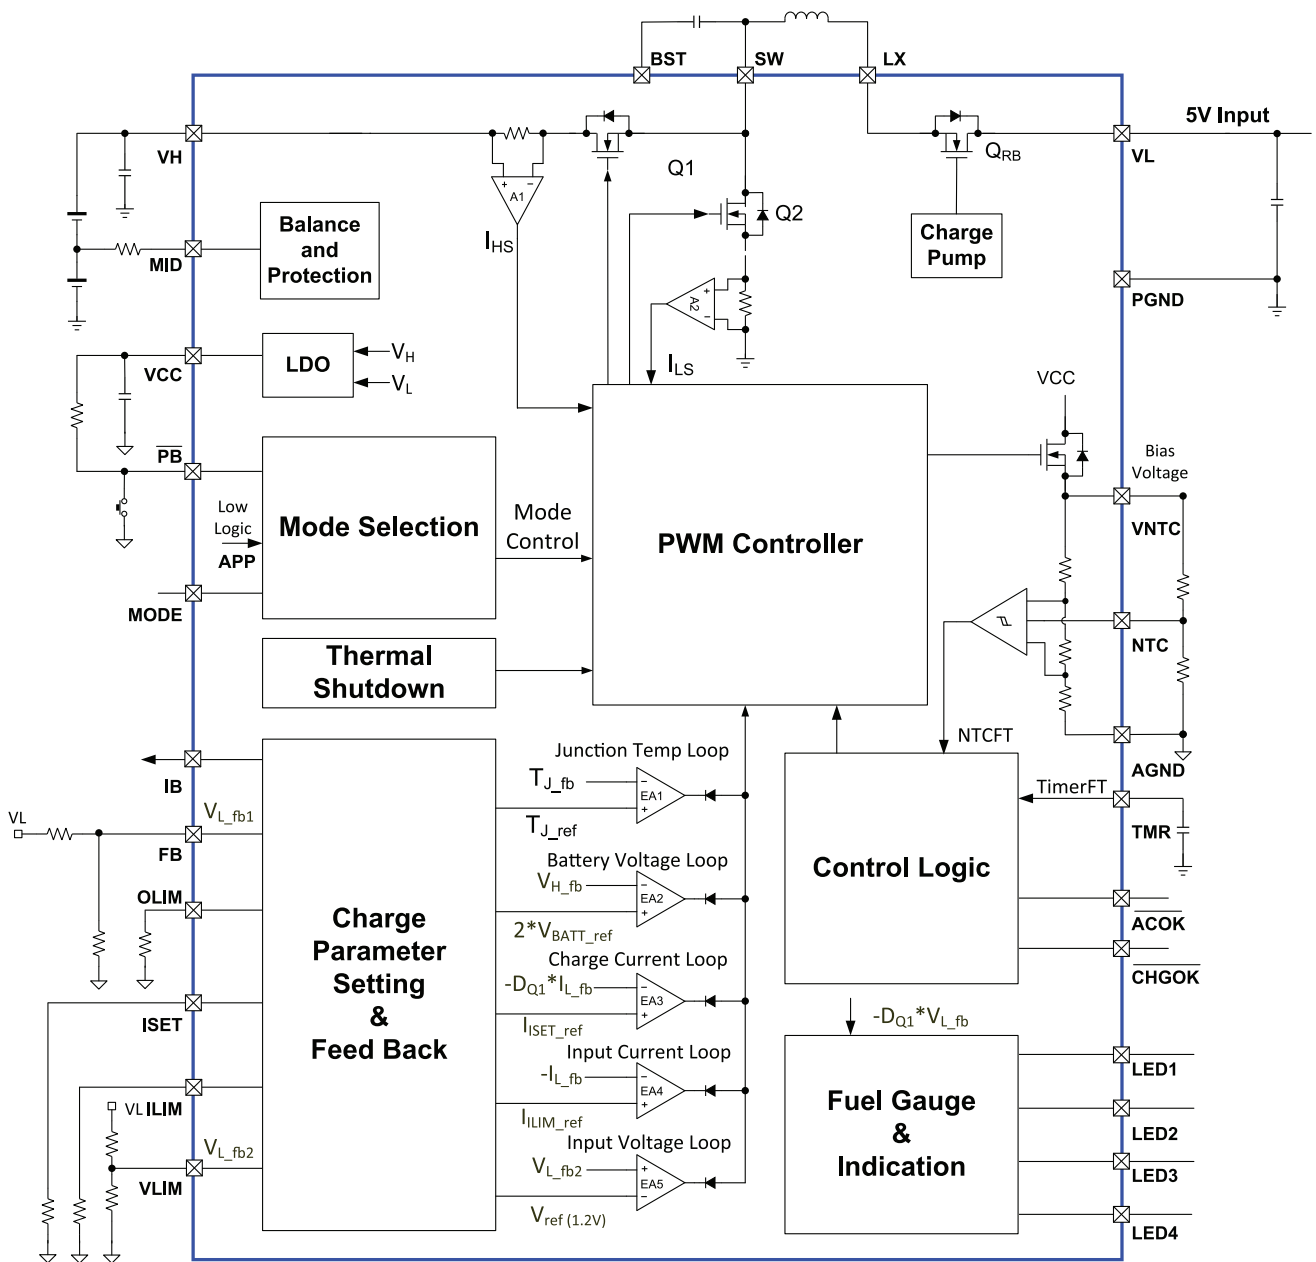 BST
SW
LX
5V Input
VH
VL
Q1
QRB
A1
+ −
Q2
IHS
Balance
and
Protection
MID
Charge
Pump
PGND
A2
+
−
ILS
LDO
VH
VL
VCC
VCC
PB
Bias
Voltage
VNTC
Low
Logic
APP
Mode Selection
Mode
Control
PWM Controller
MODE
NTC
Thermal
Shutdown
NTCFT
AGND
IB
Junction Temp Loop
TJ_fb
−
EA1
+
TJ_ref
TimerFT
TMR
VL
VL_fb1
FB
OLIM
Battery Voltage Loop
VH_fb
−
EA2
+
2*VBATT_ref
Control Logic
ACOK
CHGOK
Charge
Parameter
Setting
&
Feed Back
Charge Current Loop
-DQ1*IL_fb
−
EA3
+
IISET_ref
ISET
-DQ1*VL_fb
Input Current Loop
-IL_fb
−
EA4
+
IILIM_ref
VL
ILIM
VL_fb2
VLIM
Input Voltage Loop
VL_fb2
+
EA5
−
Vref (1.2V)
Fuel Gauge
&
Indication
LED1
LED2
LED3
LED4